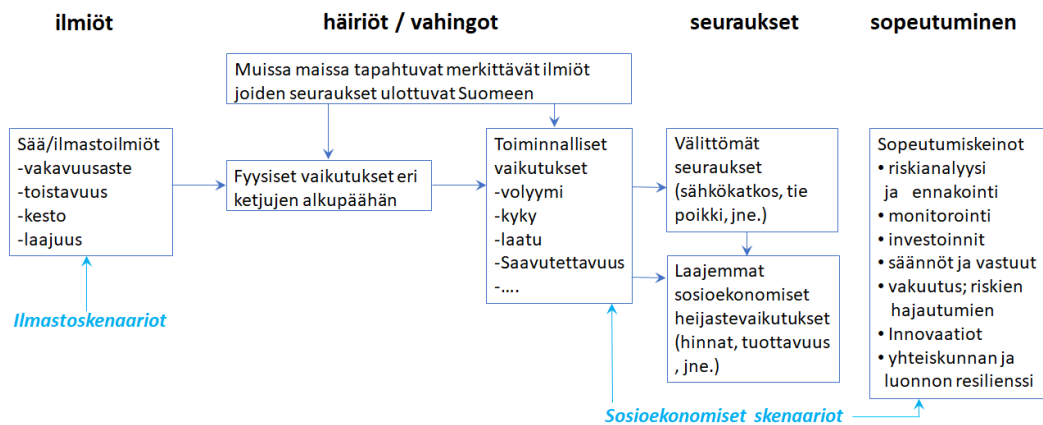 ilmiöt
häiriöt / vahingot
seuraukset
sopeutuminen
Muissa maissa tapahtuvat merkittävät ilmiöt
joiden seuraukset ulottuvat Suomeen
Sää/ilmastoilmiöt
-vakavuusaste
-toistavuus
-kesto
-laajuus
Fyysiset vaikutukset eri
ketjujen alkupäähän
Toiminnalliset
vaikutukset
-volyymi
-kyky
-laatu
-Saavutettavuus
-....
Välittömät
seuraukset
(sähkökatkos, tie
poikki, jne.)
Laajemmat
sosioekonomiset
heijastevaikutukset
(hinnat, tuottavuus
, jne.)
Sopeutumiskeinot
• riskianalyysi
ja ennakointi
• monitorointi
• investoinnit
• säännöt ja vastuut
• vakuutus; riskien
hajautumien
• Innovaatiot
• yhteiskunnan ja
luonnon resilienssi
Ilmastoskenaariot
Sosioekonomiset skenaariot